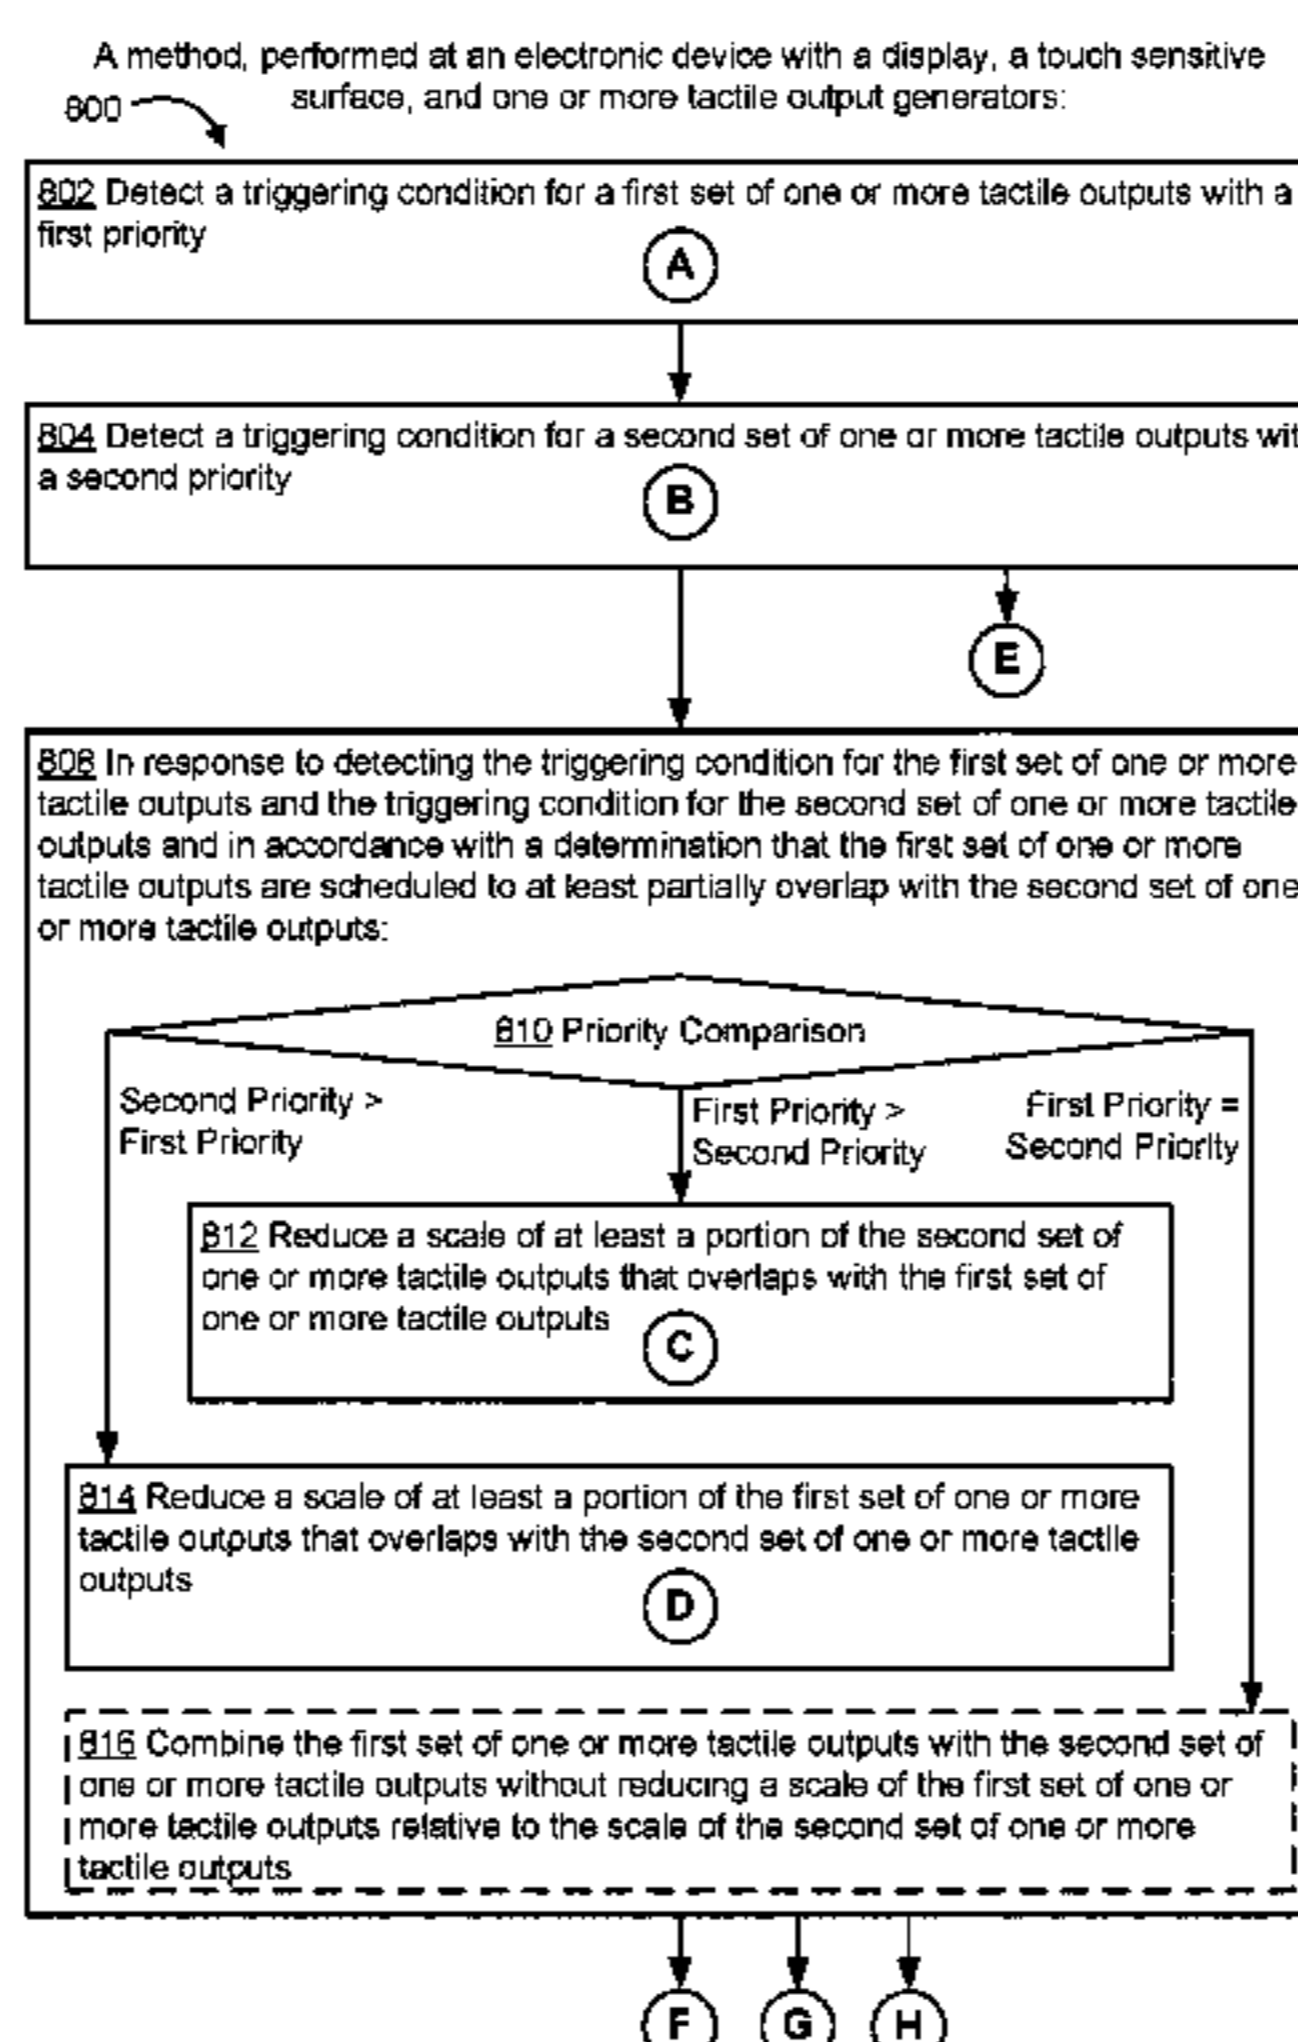 A method, performed at an electronic device with a display, a touch sensitive
surface, and one or more tactile output generators:
800
802 Detect a triggering condition for a first set of one or more tactile outputs with a
first priority
A
804 Detect a triggering condition for a second set of one or more tactile outputs wit
a second priority
B
E
808 In response to detecting the triggering condition for the first set of one or more
tactile outputs and the triggering condition for the second set of one or more tactile
outputs and in accordance with a determination that the first set of one or more
tactile outputs are scheduled to at least partially overlap with the second set of one
or more tactile outputs:
810 Priority Comparison
Second Priority >
First Priority
First Priority >
Second Priority
First Priority =
Second Priority
812 Reduce a scale of at least a portion of the second set of
one or more tactile outputs that overlaps with the first set of
one or more tactile outputs
C
814 Reduce a scale of at least a portion of the first set of one or more
tactile outputs that overlaps with the second set of one or more tactile
outputs
D
816 Combine the first set of one or more tactile outputs with the second set of
one or more tactile outputs without reducing a scale of the first set of one or
more tactile outputs relative to the scale of the second set of one or more
tactile outputs
F
G
H